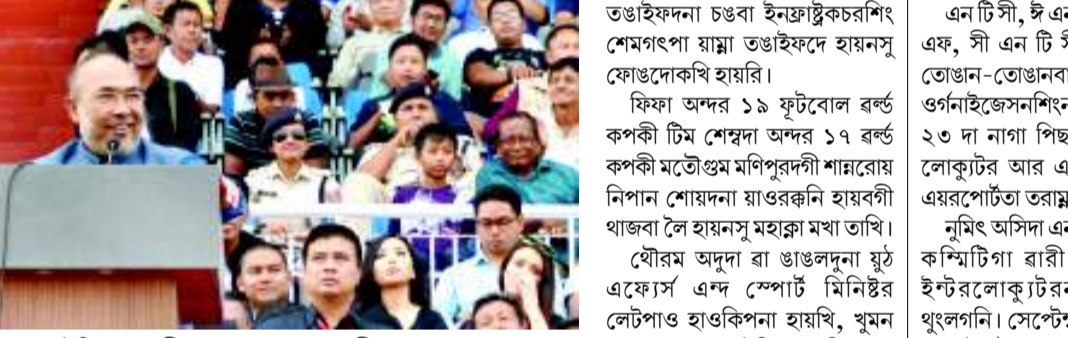 তঙাইফদনা চঙবা ইনফ্রাষ্ট্রকচরশিং
শেমগৎপা য়াম্না তঙাইফদে হায়নসু
ফোঙদোকখি হায়রি।
ফিফা অন্দর ১৯ ফূটবোল ৱর্ল্ড
কপকী টিম শেম্বদা অন্দর ১৭ ৱর্ল্ড
কপকী মতৌগুম মণিপুরদগী শান্নরোয়
নিপান শোয়দনা য়াওরক্কনি হায়বগী
থাজবা লৈ হায়নসু মহাক্না মখা তাখি।
থৌরম অদুদা ৱা ঙাঙলদুনা য়ুঠ
এফের্য়স এন্দ স্পোর্ট মিনিষ্টর
লেটপাও হাওকিপনা হায়খি, খুমন
এন টি সী, ঈ এন
এফ, সী এন টি
তোঙান-তোঙানবা
ওর্গনাইজেসনশিংন
২৩ দা নাগা পিছ
লোক্যুটর আর এ
এয়রপোর্টতা তরাম্ন
নুমিৎ অসিদা এন
কম্মিটিগা ৱারী
ইন্টরলোক্যুটরন
থুংলগনি। সেপ্টে